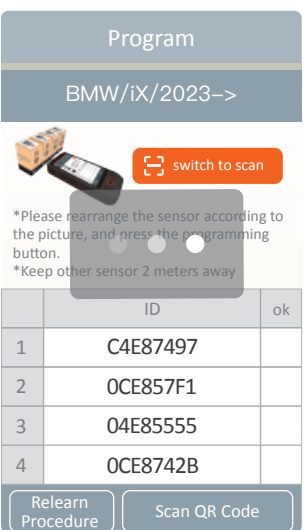 Program
BMW/iX/2023->
switch to scan
*Please rearrange the sensor according to
the picture, and press the programming
button.
*Keep other sensor 2 meters away
ID ok
1 C4E87497
2 0CE857F1
3 04E85555
4 0CE8742B
Relearn
Procedure
Scan QR Code